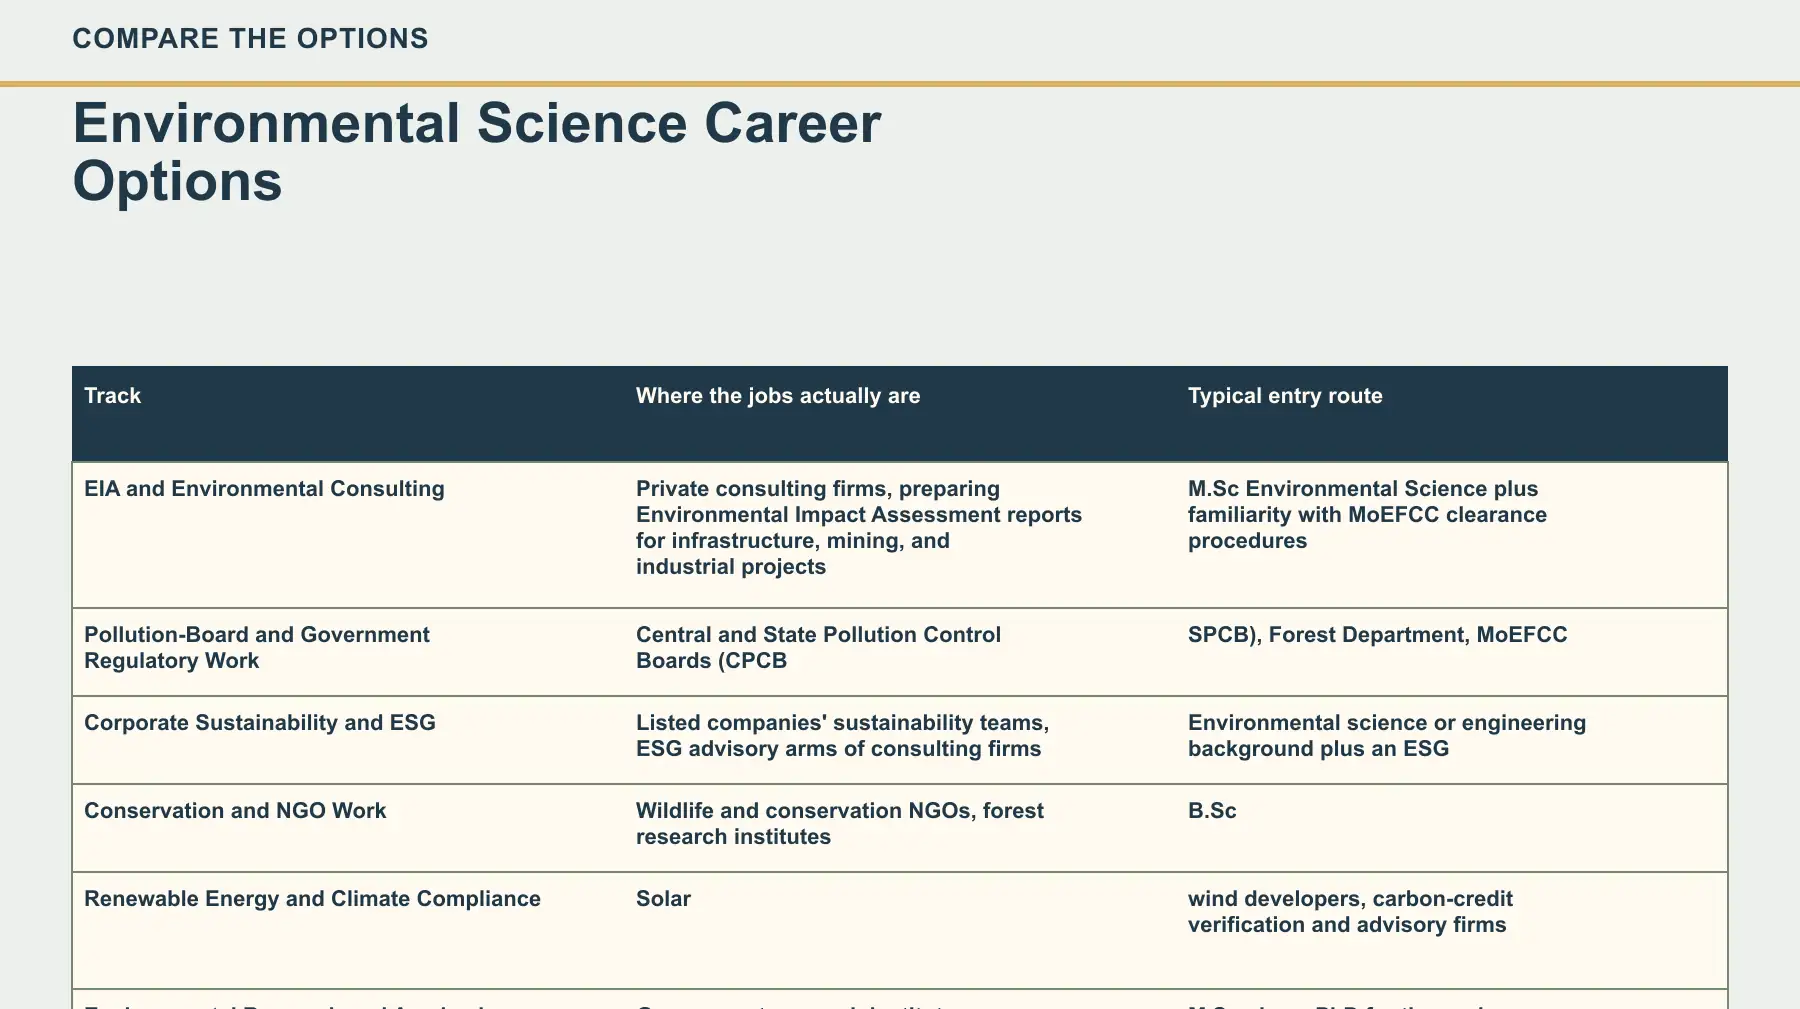 COMPARE THE OPTIONS
Environmental Science Career
Options
Track
Where the jobs actually are
Typical entry route
EIA and Environmental Consulting
Private consulting firms, preparing
Environmental Impact Assessment reports
for infrastructure, mining, and
industrial projects
M.Sc Environmental Science plus
familiarity with MoEFCC clearance
procedures
Pollution-Board and Government
Regulatory Work
Central and State Pollution Control
Boards (CPCB
SPCB), Forest Department, MoEFCC
Corporate Sustainability and ESG
Listed companies' sustainability teams,
ESG advisory arms of consulting firms
Environmental science or engineering
background plus an ESG
Conservation and NGO Work
Wildlife and conservation NGOs, forest
research institutes
B.Sc
Renewable Energy and Climate Compliance
Solar
wind developers, carbon-credit
verification and advisory firms